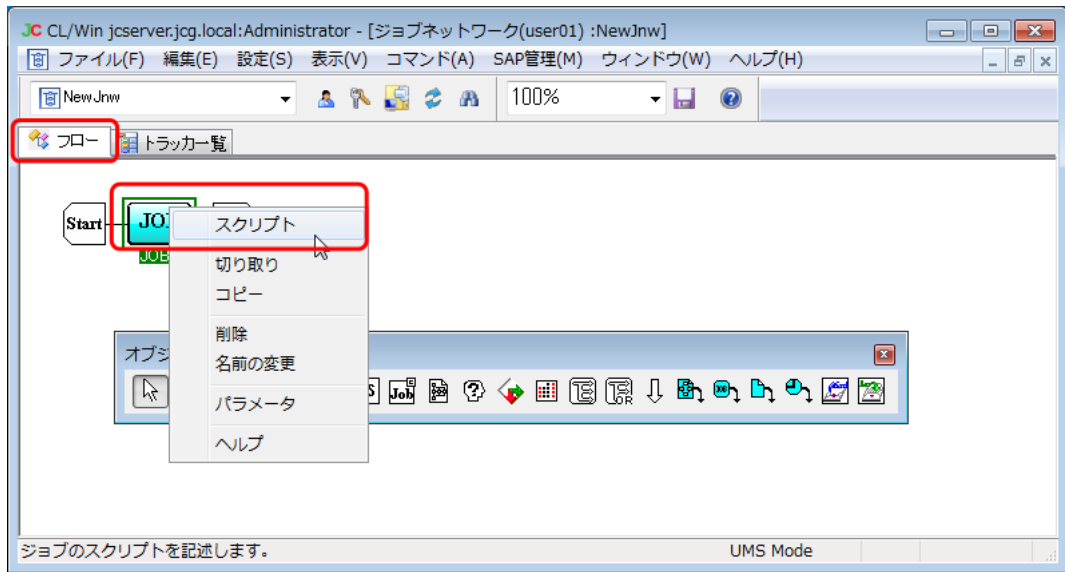 JC CL/Win jcserver.jcg.local:Administrator - [ジョブネットワーク(user01) :NewJnw]
ファイル(F) 編集(E) 設定(S) 表示(V) コマンド(A) SAP管理(M) ウィンドウ(W) ヘルプ(H)
NewJnw 100%
フロー トラッカ一覧
Start
スクリプト
切り取り
コピー
削除
名前の変更
パラメータ
ヘルプ
Job
OR
ジョブのスクリプトを記述します。 UMS Mode